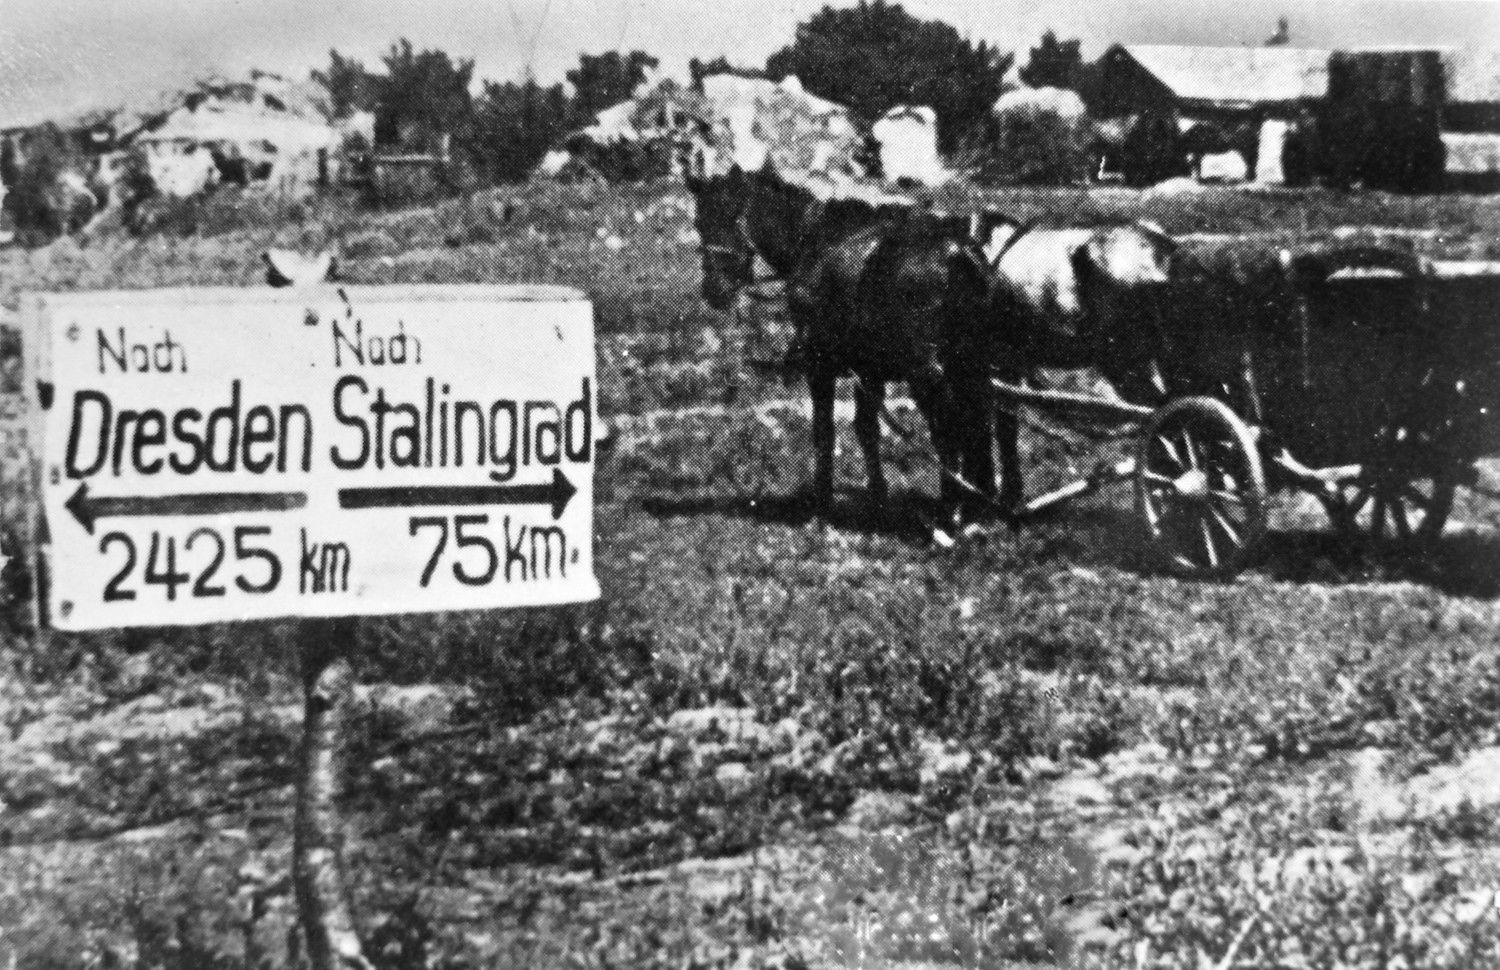 Nach Nach
Dresden Stalingrad
2425 km 75 km.